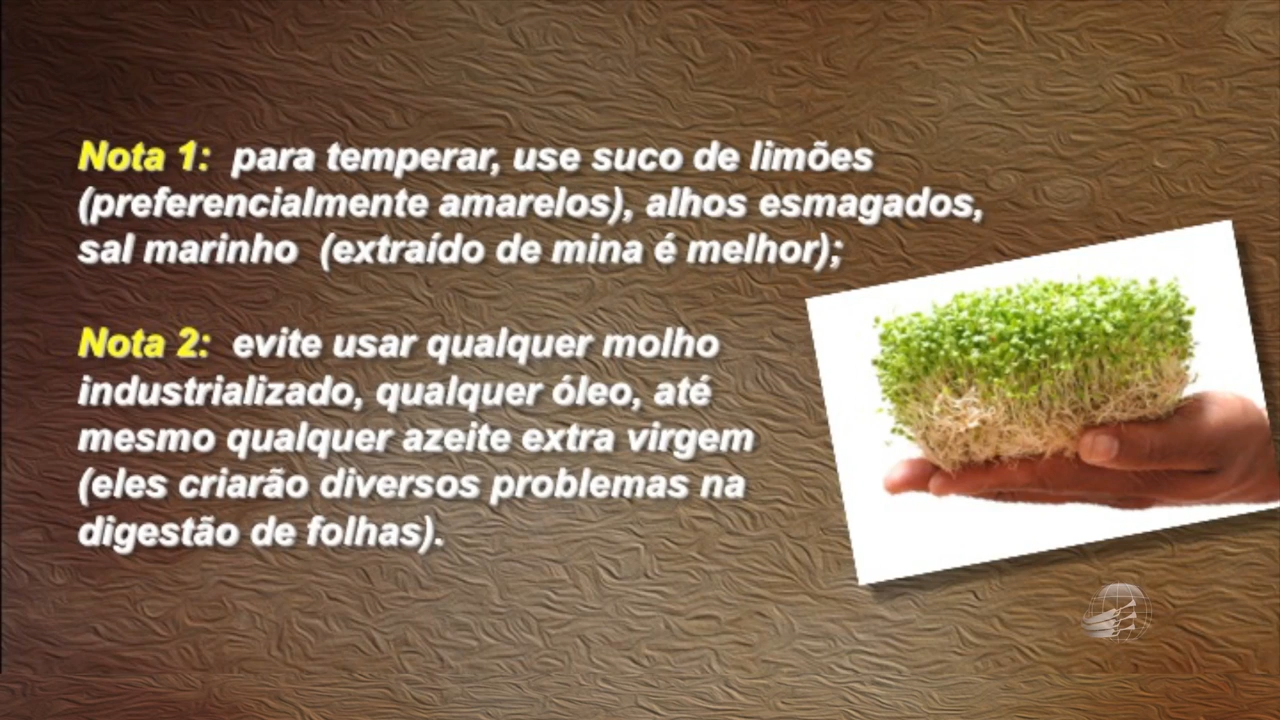 Nota 1: para temperar, use suco de limões
(preferencialmente amarelos), alhos esmagados,
sal marinho (extraído de mina é melhor);
Nota 2: evite usar qualquer molho
industrializado, qualquer óleo, até
mesmo qualquer azeite extra virgem
(eles criarão diversos problemas na
digestão de folhas).